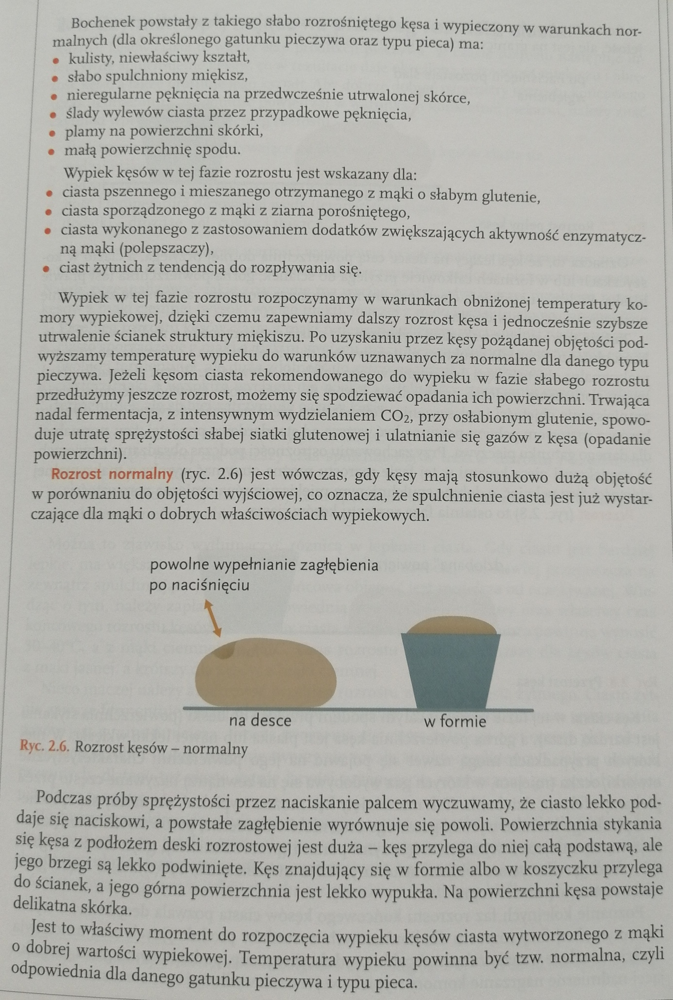 Bochenek powstały z takiego słabo rozrośniętego kęsa i wypieczony w warunkach nor-
malnych (dla określonego gatunku pieczywa oraz typu pieca) ma:
• kulisty, niewłaściwy kształt,
• słabo spulchniony miękisz,
• nieregularne pęknięcia na przedwcześnie utrwalonej skórce,
• ślady wylewów ciasta przez przypadkowe pęknięcia,
• plamy na powierzchni skórki,
• małą powierzchnię spodu.
Wypiek kęsów w tej fazie rozrostu jest wskazany dla:
• ciasta pszennego i mieszanego otrzymanego z mąki o słabym glutenie,
• ciasta sporządzonego z mąki z ziarna porośniętego,
• ciasta wykonanego z zastosowaniem dodatków zwiększających aktywność enzymatycz-
ną mąki (polepszaczy),
• ciast żytnich z tendencją do rozpływania się.
Wypiek w tej fazie rozrostu rozpoczynamy w warunkach obniżonej temperatury ko-
mory wypiekowej, dzięki czemu zapewniamy dalszy rozrost kęsa i jednocześnie szybsze
utrwalenie ścianek struktury miękiszu. Po uzyskaniu przez kęsy pożądanej objętości pod-
wyższamy temperaturę wypieku do warunków uznawanych za normalne dla danego typu
pieczywa. Jeżeli kęsom ciasta rekomendowanego do wypieku w fazie słabego rozrostu
przedłużymy jeszcze rozrost, możemy się spodziewać opadania ich powierzchni. Trwająca
nadal fermentacja, z intensywnym wydzielaniem CO₂, przy osłabionym glutenie, spowo-
duje utratę sprężystości słabej siatki glutenowej i ulatnianie się gazów z kęsa (opadanie
powierzchni).
Rozrost normalny (ryc. 2.6) jest wówczas, gdy kęsy mają stosunkowo dużą objętość
w porównaniu do objętości wyjściowej, co oznacza, że spulchnienie ciasta jest już wystar-
czające dla mąki o dobrych właściwościach wypiekowych.
powolne wypełnianie zagłębienia
po naciśnięciu
na desce
w formie
Ryc. 2.6. Rozrost kęsów – normalny
Podczas próby sprężystości przez naciskanie palcem wyczuwamy, że ciasto lekko pod-
daje się naciskowi, a powstałe zagłębienie wyrównuje się powoli. Powierzchnia stykania
się kęsa z podłożem deski rozrostowej jest duża – kęs przylega do niej całą podstawą, ale
jego brzegi są lekko podwinięte. Kęs znajdujący się w formie albo w koszyczku przylega
do ścianek, a jego górna powierzchnia jest lekko wypukła. Na powierzchni kęsa powstaje
delikatna skórka.
Jest to właściwy moment do rozpoczęcia wypieku kęsów ciasta wytworzonego z mąki
o dobrej wartości wypiekowej. Temperatura wypieku powinna być tzw. normalna, czyli
odpowiednia dla danego gatunku pieczywa i typu pieca.